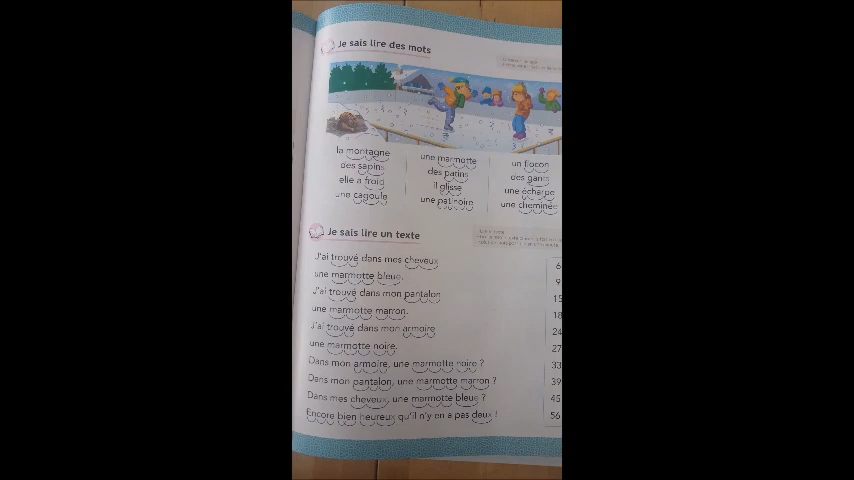 Je sais lire des mots
la montagne
des sapins
elle a froid
une cagoule
une marmotte
des patins
il glisse
une patinoire
un flocon
des gants
une écharpe
une cheminée
Je sais lire un texte
J'ai trouvé dans mes cheveux
une marmotte bleue.
J'ai trouvé dans mon pantalon
une marmotte marron.
J'ai trouvé dans mon armoire
une marmotte noire.
Dans mon armoire, une marmotte noire ?
Dans mon pantalon, une marmotte marron ?
Dans mes cheveux, une marmotte bleue ?
Encore bien heureux qu'il n'y en a pas deux !
6
9
15
18
24
27
33
39
45
56